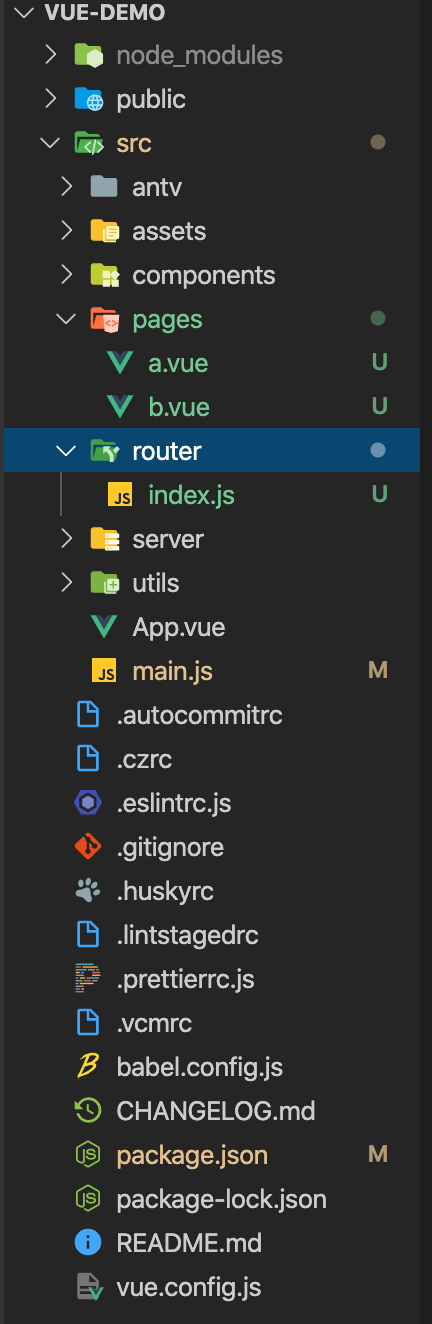 VUE-DEMO
node_modules
public
src
antv
assets
components
pages
a.vue U
b.vue U
router
JS index.js U
server
utils
App.vue
JS main.js M
.autocommitrc
.czrc
.eslintrc.js
.gitignore
.huskyrc
.lintstagedrc
.prettierrc.js
.vcmrc
babel.config.js
CHANGELOG.md
JS package.json M
JS package-lock.json
README.md
vue.config.js